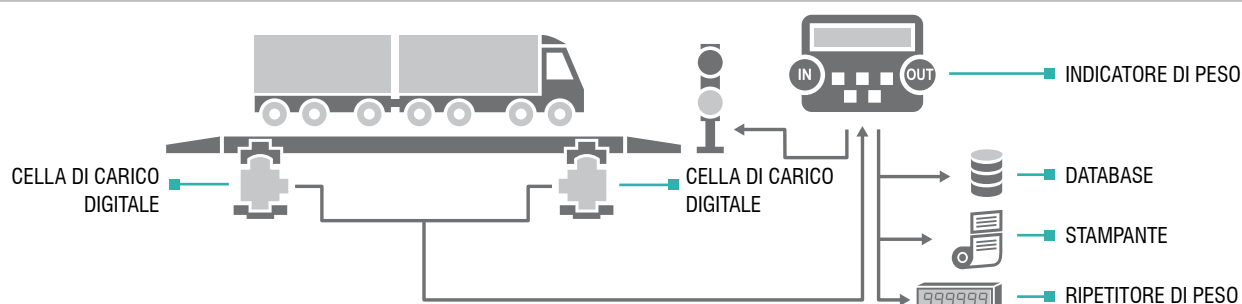 IN
OUT
INDICATORE DI PESO
CELLA DI CARICO
DIGITALE
CELLA DI CARICO
DIGITALE
DATABASE
STAMPANTE
999999
RIPETITORE DI PESO